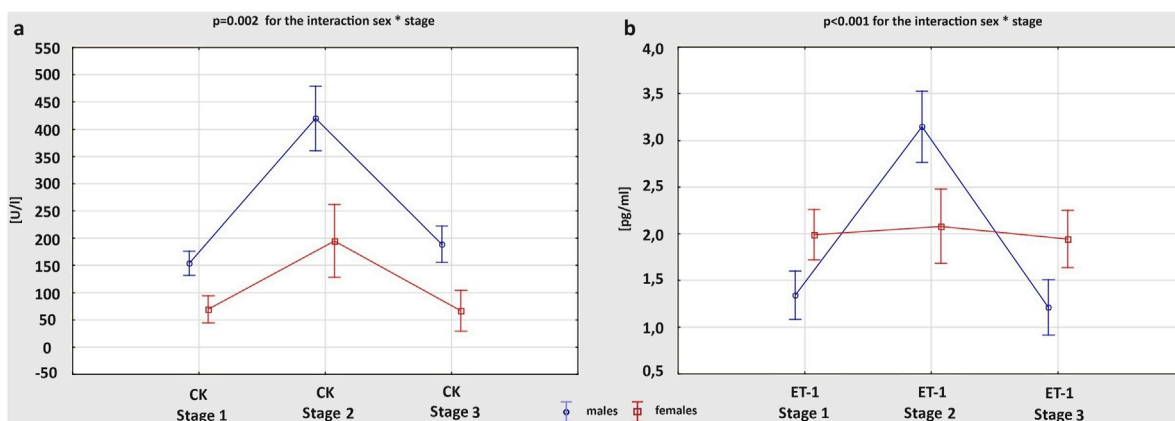 p=0.002 for the interaction sex * stage
a
550
500
450
400
350
300
250
200
150
100
50
0
-50
[U/l]
CK
Stage 1
CK
Stage 2
CK
Stage 3
p<0.001 for the interaction sex * stage
b
4,0
3,5
3,0
2,5
2,0
1,5
1,0
0,5
[pg/ml]
ET-1
Stage 1
ET-1
Stage 2
ET-1
Stage 3
males
females